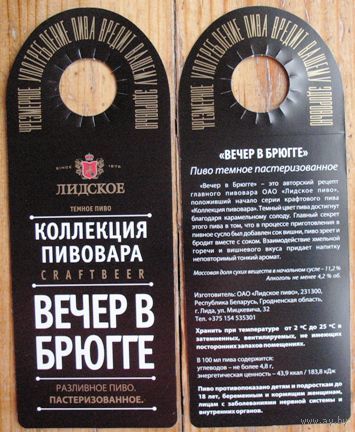 ЧРЕЗМЕРНОЕ УПОТРЕБЛЕНИЕ ПИВА ВРЕДИТ ВАШЕМУ ЗДОРОВЬЮ
SINCE 1876
ЛИДСКОЕ
ТЕМНОЕ ПИВО
КОЛЛЕКЦИЯ
ПИВОВАРА
CRAFTBEER
ВЕЧЕР В
БРЮГГЕ
РАЗЛИВНОЕ ПИВО.
ПАСТЕРИЗОВАННОЕ.
ЧРЕЗМЕРНОЕ УПОТРЕБЛЕНИЕ ПИВА ВРЕДИТ ВАШЕМУ ЗДОРОВЬЮ
«ВЕЧЕР В БРЮГГЕ»
Пиво темное пастеризованное
«Вечер в Брюгге» – это авторский рецепт
главного пивовара ОАО «Лидское пиво»,
положивший начало серии крафтового пива
«Коллекция пивовара». Темный цвет пива достигнут
благодаря карамельному солоду. Главный секрет
этого пива в том, что в процессе приготовления в
пивное сусло был добавлен сок вишни, пиво зреет и
бродит вместе с соком. Взаимодействие хмельной
горечи и вишневого вкуса придает напитку
неповторимый тонкий аромат.
Массовая доля сухих веществ в начальном сусле – 11,2%
Алкоголь не менее 4,2 % об.
Изготовитель: ОАО «Лидское пиво», 231300,
Республика Беларусь, Гродненская область,
г. Лида, ул. Мицкевича, 32
Тел. +375 154 535301
Хранить при температуре от 2 °С до 25 °С в
затемненных, вентилируемых, не имеющих
посторонних запахов помещениях.
В 100 мл пива содержится:
углеводов – не более 4,8 г,
энергетическая ценность – 43,9 ккал / 183,8 кДж
Пиво противопоказано детям и подросткам до
18 лет, беременным и кормящим женщинам,
лицам с заболеваниями нервной системы и
внутренних органов.
www.ay.by